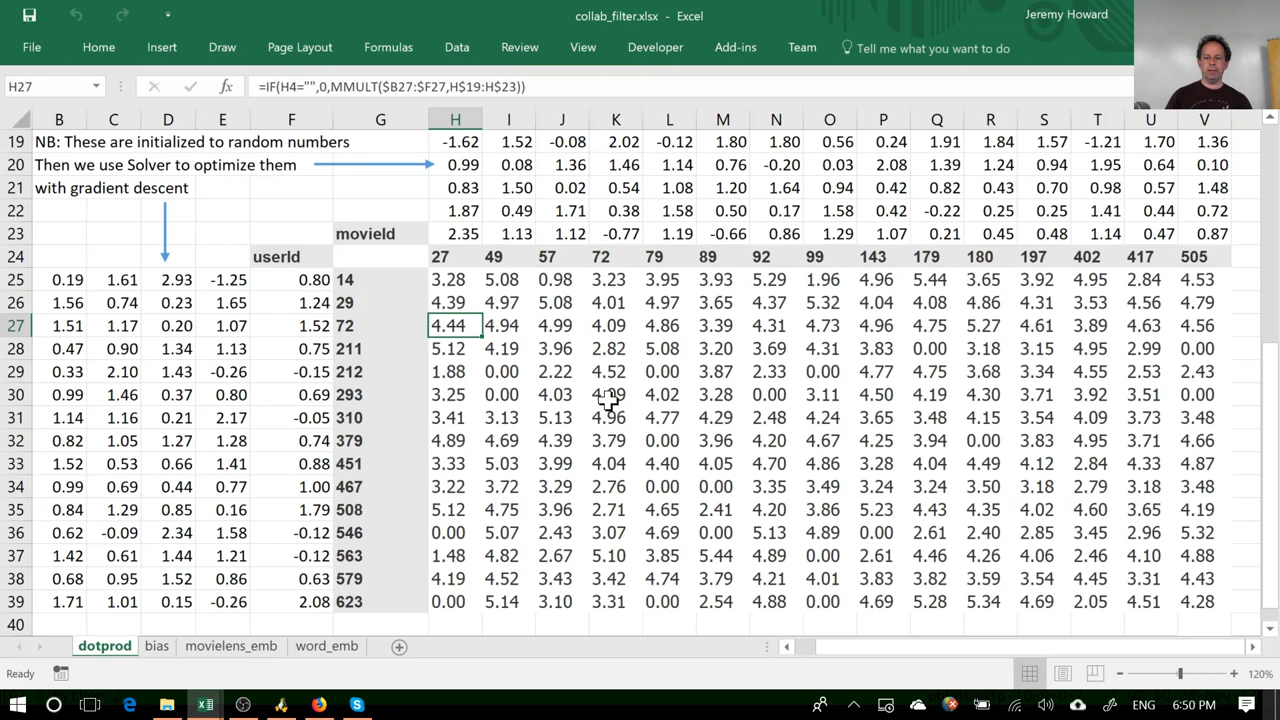 collab_filter.xlsx - Excel
Jeremy Howard
File Home Insert Draw Page Layout Formulas Data Review View Developer Add-ins Team Tell me what you want to do
H27 fx =IF(H4="",0,MMULT($B27:$F27,H$19:H$23))
B C D E F G H I J K L M N O P Q R S T U V
19 NB: These are initialized to random numbers -1.62 1.52 -0.08 2.02 -0.12 1.80 1.80 0.56 0.24 1.91 1.84 1.57 -1.21 1.70 1.36
20 Then we use Solver to optimize them 0.99 0.08 1.36 1.46 1.14 0.76 -0.20 0.03 2.08 1.39 1.24 0.94 1.95 0.64 0.10
21 with gradient descent 0.83 1.50 0.02 0.54 1.08 1.20 1.64 0.94 0.42 0.82 0.43 0.70 0.98 0.57 1.48
22 1.87 0.49 1.71 0.38 1.58 0.50 0.17 1.58 0.42 -0.22 0.25 0.25 1.41 0.44 0.72
23 movieId 2.35 1.13 1.12 -0.77 1.19 -0.66 0.86 1.29 1.07 0.21 0.46 0.48 1.14 0.47 0.87
24 userId 27 49 57 72 79 89 92 99 143 179 180 197 402 417 505
25 0.19 1.61 2.93 -1.25 0.80 14 3.28 5.08 0.98 3.23 3.95 3.93 5.29 1.96 4.96 5.44 3.65 3.92 4.95 2.84 4.53
26 1.56 0.74 0.23 1.65 1.24 29 4.39 4.97 5.08 4.01 4.97 3.65 4.37 5.32 4.04 4.08 4.86 4.31 3.53 4.56 4.79
27 1.51 1.17 0.20 1.07 1.52 72 4.44 4.94 4.99 4.09 4.86 3.39 4.31 4.73 4.96 4.75 5.27 4.61 3.89 4.63 4.56
28 0.47 0.90 1.34 1.13 0.75 211 5.12 4.19 3.96 2.82 5.08 3.20 3.69 4.31 3.83 0.00 3.18 3.15 4.95 2.99 0.00
29 0.33 2.10 1.43 -0.26 -0.15 212 1.88 0.00 2.22 4.52 0.00 3.87 2.33 0.00 4.77 4.75 3.68 3.34 4.55 2.53 2.43
30 0.99 1.46 0.37 0.80 0.69 293 3.25 0.00 4.03 4.02 3.28 0.00 3.11 4.50 4.19 4.30 3.71 3.92 3.51 0.00
31 1.14 1.16 0.21 2.17 -0.05 310 3.41 3.13 5.13 4.96 4.77 4.29 2.48 4.24 3.65 3.48 4.15 3.54 4.09 3.73 3.48
32 0.82 1.05 1.27 1.28 0.74 379 4.89 4.69 4.39 3.79 0.00 3.96 4.20 4.67 4.25 3.94 0.00 3.83 4.95 3.71 4.66
33 1.52 0.53 0.66 1.41 0.88 451 3.33 5.03 3.99 4.04 4.40 4.05 4.70 4.86 3.28 4.04 4.49 4.12 2.84 4.33 4.87
34 0.99 0.69 0.44 0.77 1.00 467 3.22 3.72 3.29 2.76 0.00 0.00 3.35 3.49 3.24 3.24 3.50 3.18 2.79 3.18 3.48
35 0.84 1.29 0.85 0.16 1.79 508 5.12 4.75 3.96 2.71 4.65 2.41 4.20 3.86 5.23 4.43 4.35 4.02 4.60 3.65 4.19
36 0.62 -0.09 2.34 1.58 -0.12 546 0.00 5.07 2.43 3.07 4.69 0.00 5.13 4.89 0.00 2.61 2.40 2.85 3.45 2.96 5.32
37 1.42 0.61 1.44 1.21 -0.12 563 1.48 4.82 2.67 5.10 3.85 5.44 4.89 0.00 2.61 4.46 4.26 4.06 2.46 4.10 4.88
38 0.68 0.95 1.52 0.86 0.63 579 4.19 4.52 3.43 3.42 4.74 3.79 4.21 4.01 3.83 3.82 3.59 3.54 4.45 3.31 4.43
39 1.71 1.01 0.15 -0.26 2.08 623 0.00 5.14 3.10 3.31 0.00 2.54 4.88 0.00 4.69 5.28 5.34 4.69 2.05 4.51 4.28
40
dotprod bias movielens_emb word_emb
Ready 120%
ENG 6:50 PM